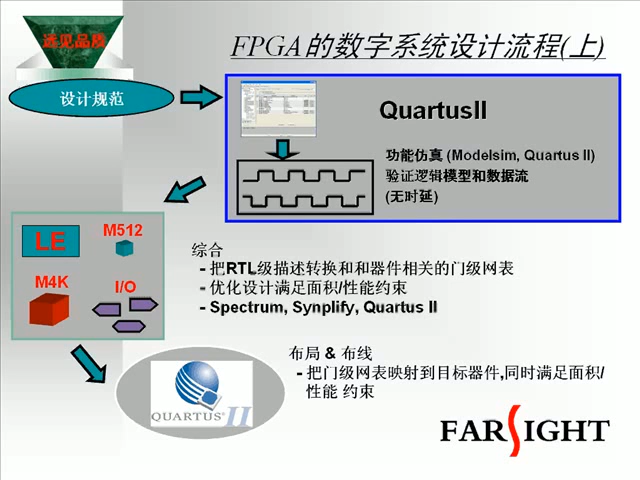 远见品质
FPGA的数字系统设计流程(上)
设计规范
QuartusII
功能仿真 (Modelsim, Quartus II)
验证逻辑模型和数据流
(无时延)
LE
M512
M4K
I/O
综合
- 把RTL级描述转换和和器件相关的门级网表
- 优化设计满足面积/性能约束
- Spectrum, Synplify, Quartus II
布局 & 布线
- 把门级网表映射到目标器件,同时满足面积/
性能 约束
QUARTUS® II
FARSIGHT